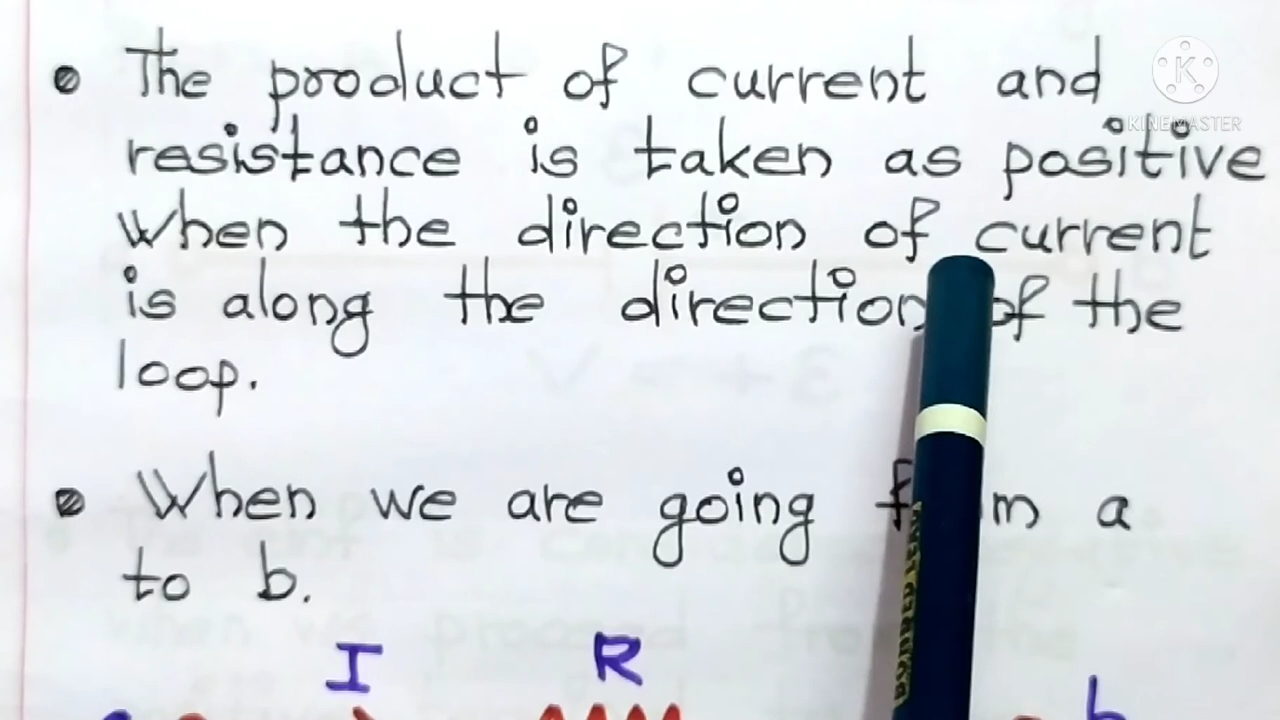 • The product of current and
resistance is taken as positive
when the direction of current
is along the direction of the
loop.
• When we are going from a
to b.
I R
b
KINEMASTER